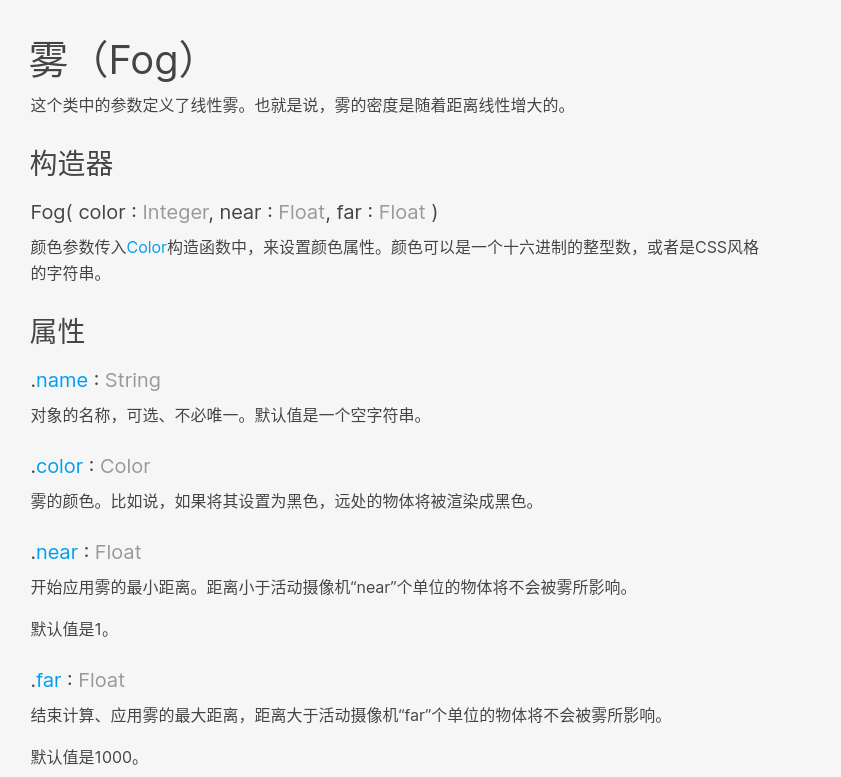 雾（Fog）
这个类中的参数定义了线性雾。也就是说，雾的密度是随着距离线性增大的。
构造器
Fog( color : Integer, near : Float, far : Float )
颜色参数传入Color构造函数中，来设置颜色属性。颜色可以是一个十六进制的整型数，或者是CSS风格
的字符串。
属性
.name : String
对象的名称，可选、不必唯一。默认值是一个空字符串。
.color : Color
雾的颜色。比如说，如果将其设置为黑色，远处的物体将被渲染成黑色。
.near : Float
开始应用雾的最小距离。距离小于活动摄像机“near”个单位的物体将不会被雾所影响。
默认值是1。
.far : Float
结束计算、应用雾的最大距离，距离大于活动摄像机“far”个单位的物体将不会被雾所影响。
默认值是1000。